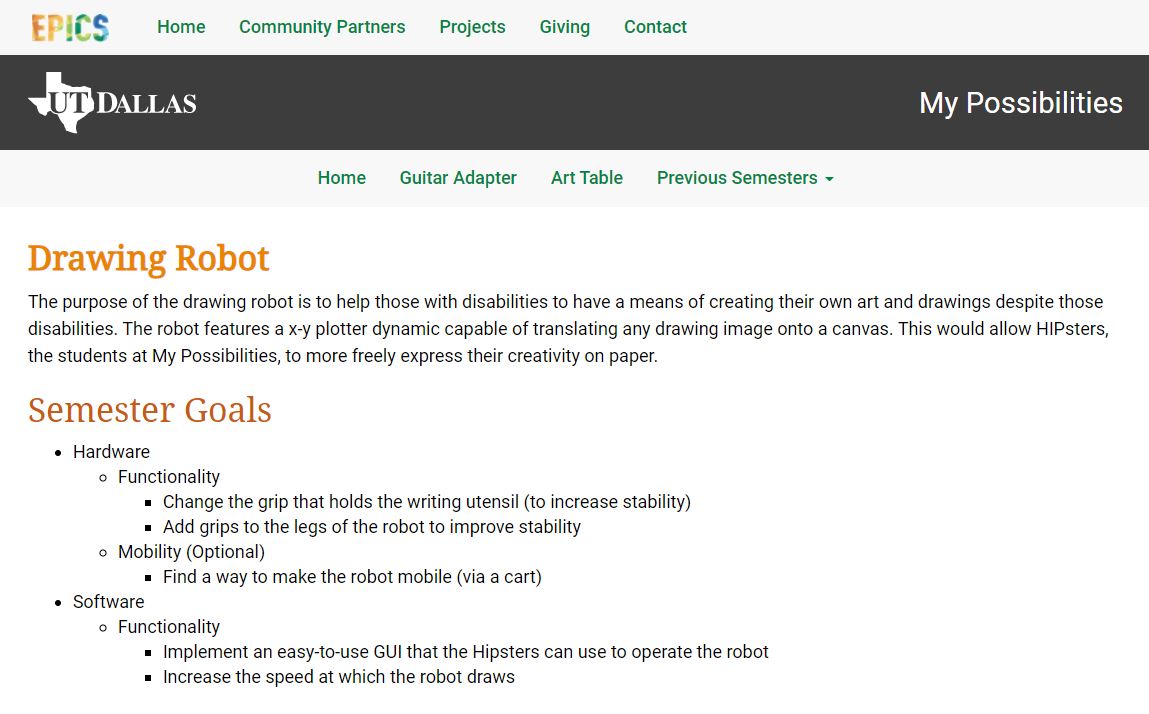 EPICS Home Community Partners Projects Giving Contact
UT DALLAS My Possibilities
Home Guitar Adapter Art Table Previous Semesters
Drawing Robot
The purpose of the drawing robot is to help those with disabilities to have a means of creating their own art and drawings despite those
disabilities. The robot features a x-y plotter dynamic capable of translating any drawing image onto a canvas. This would allow HIPsters,
the students at My Possibilities, to more freely express their creativity on paper.
Semester Goals
Hardware
Functionality
Change the grip that holds the writing utensil (to increase stability)
Add grips to the legs of the robot to improve stability
Mobility (Optional)
Find a way to make the robot mobile (via a cart)
Software
Functionality
Implement an easy-to-use GUI that the Hipsters can use to operate the robot
Increase the speed at which the robot draws